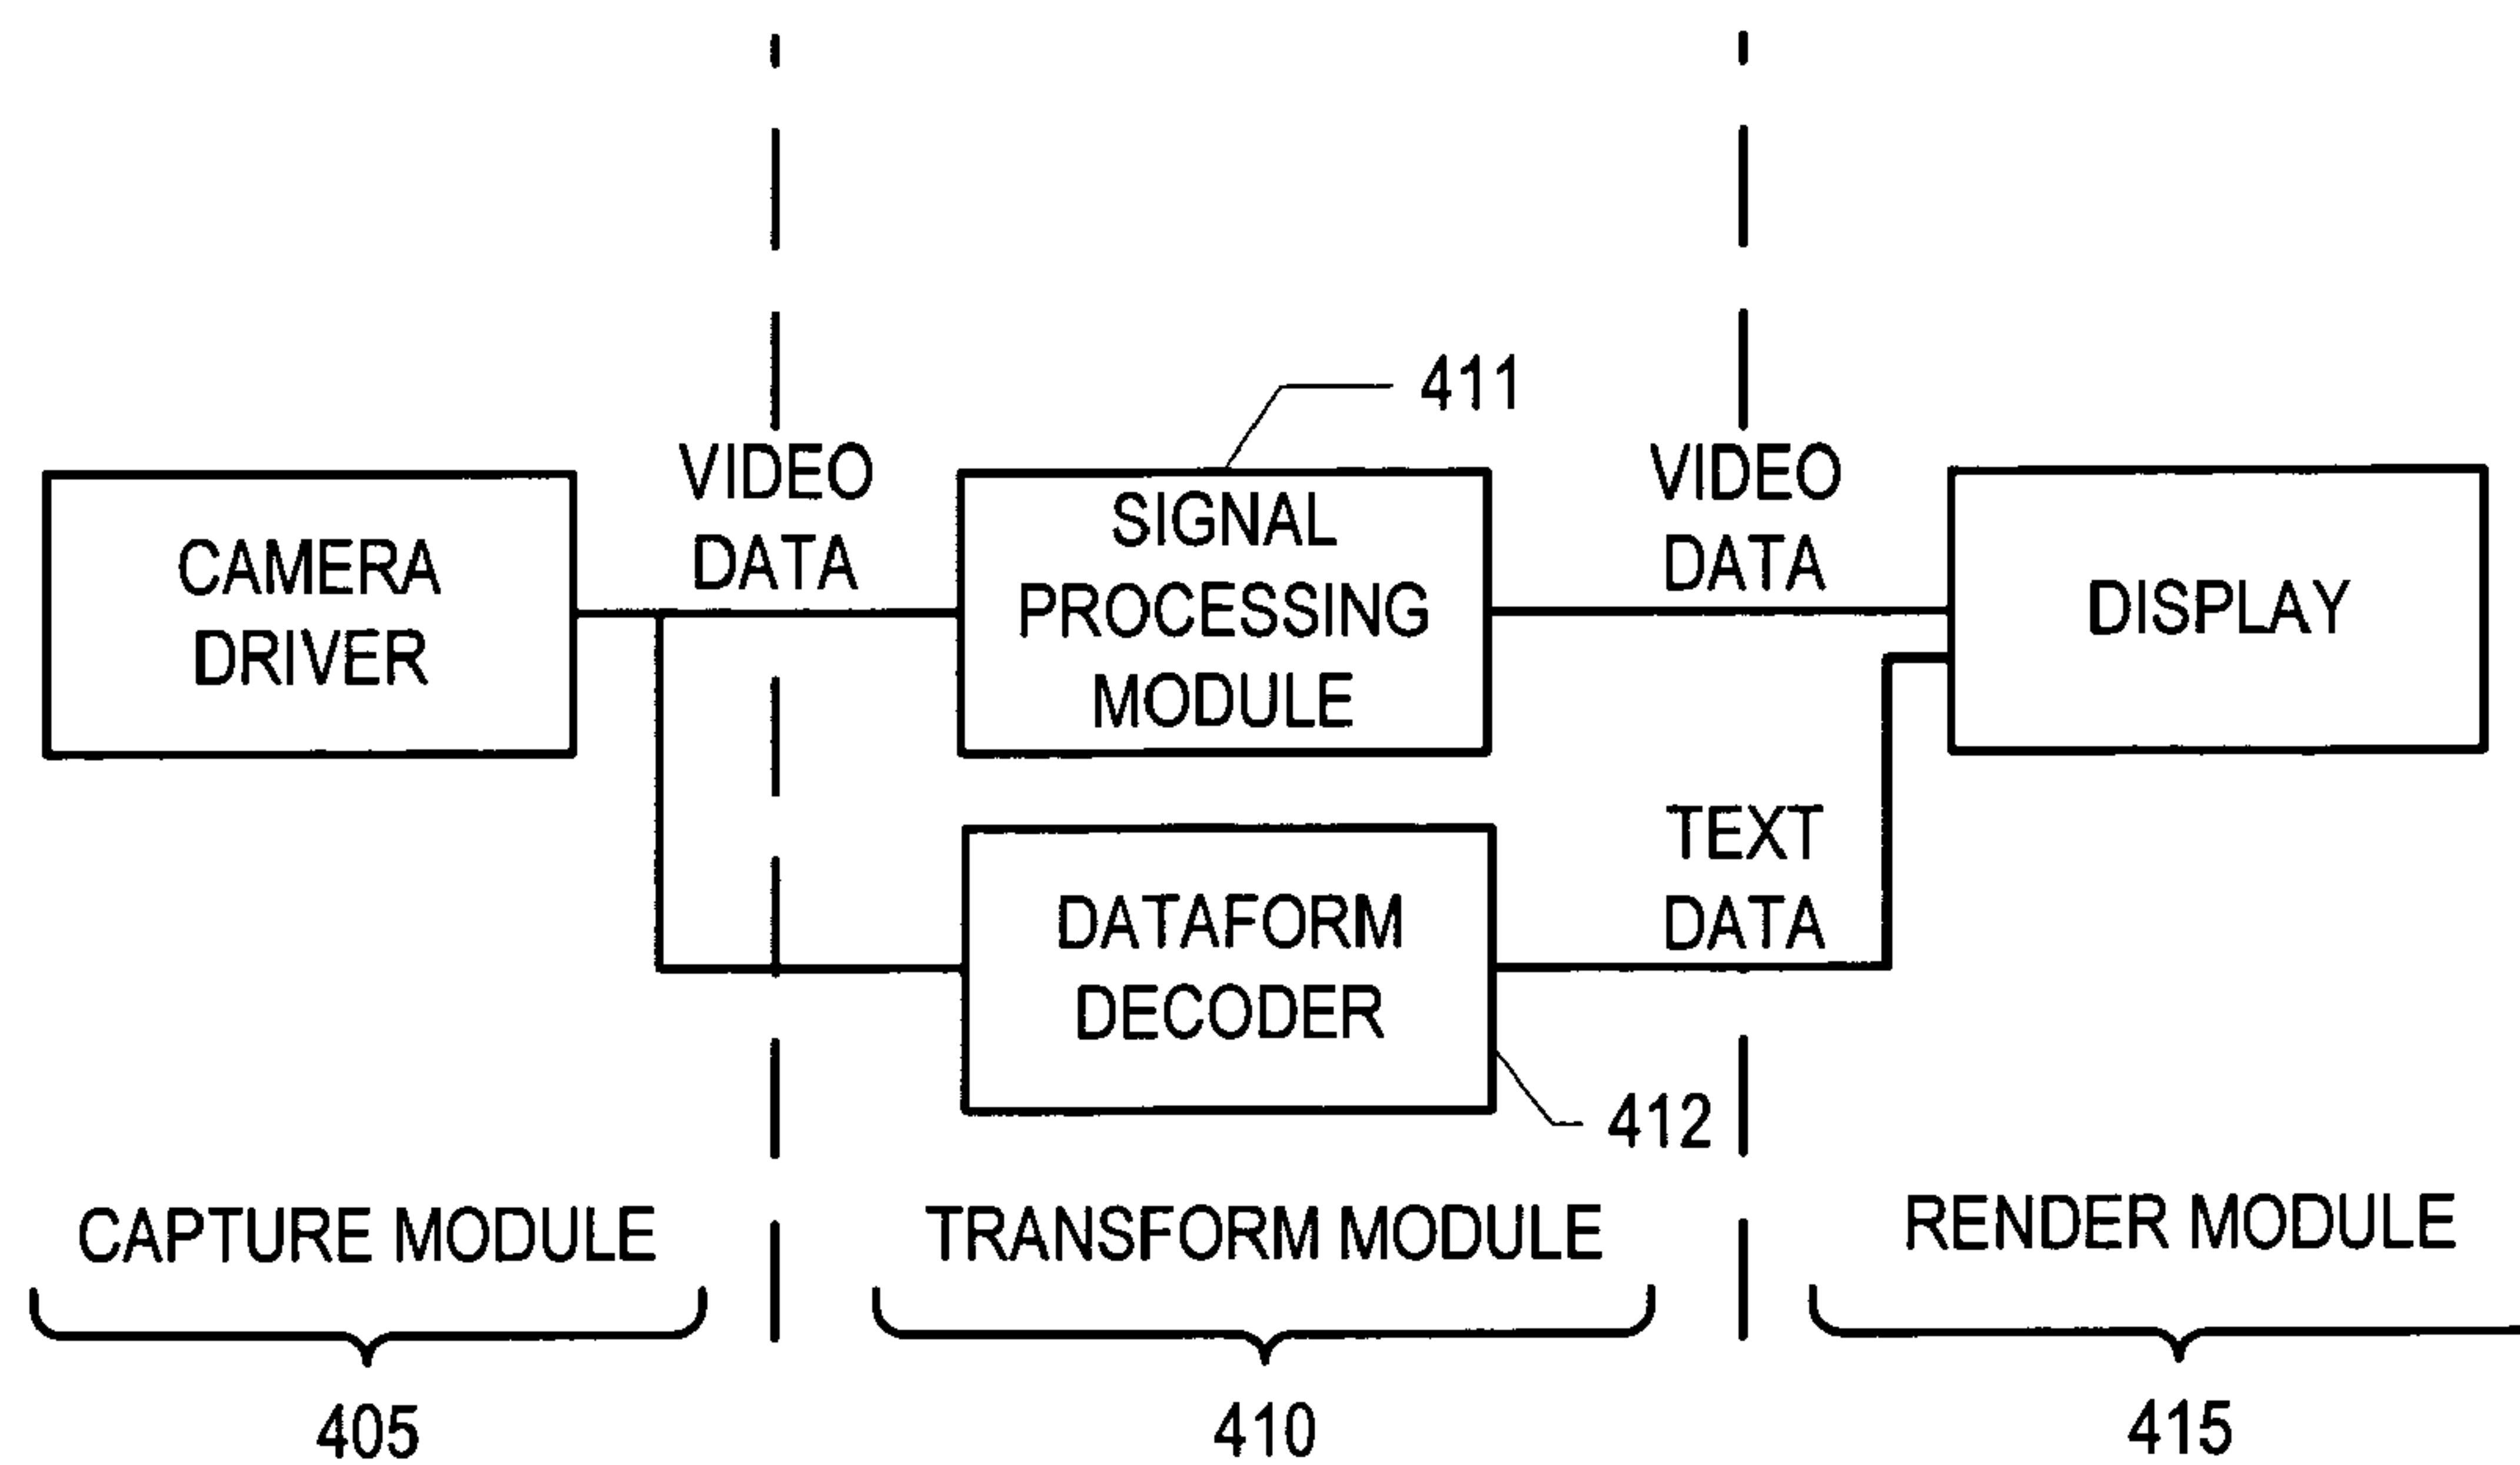 411
VIDEO
DATA
VIDEO
DATA
CAMERA
DRIVER
SIGNAL
PROCESSING
MODULE
DISPLAY
TEXT
DATA
DATAFORM
DECODER
412
CAPTURE MODULE
TRANSFORM MODULE
RENDER MODULE
405
410
415